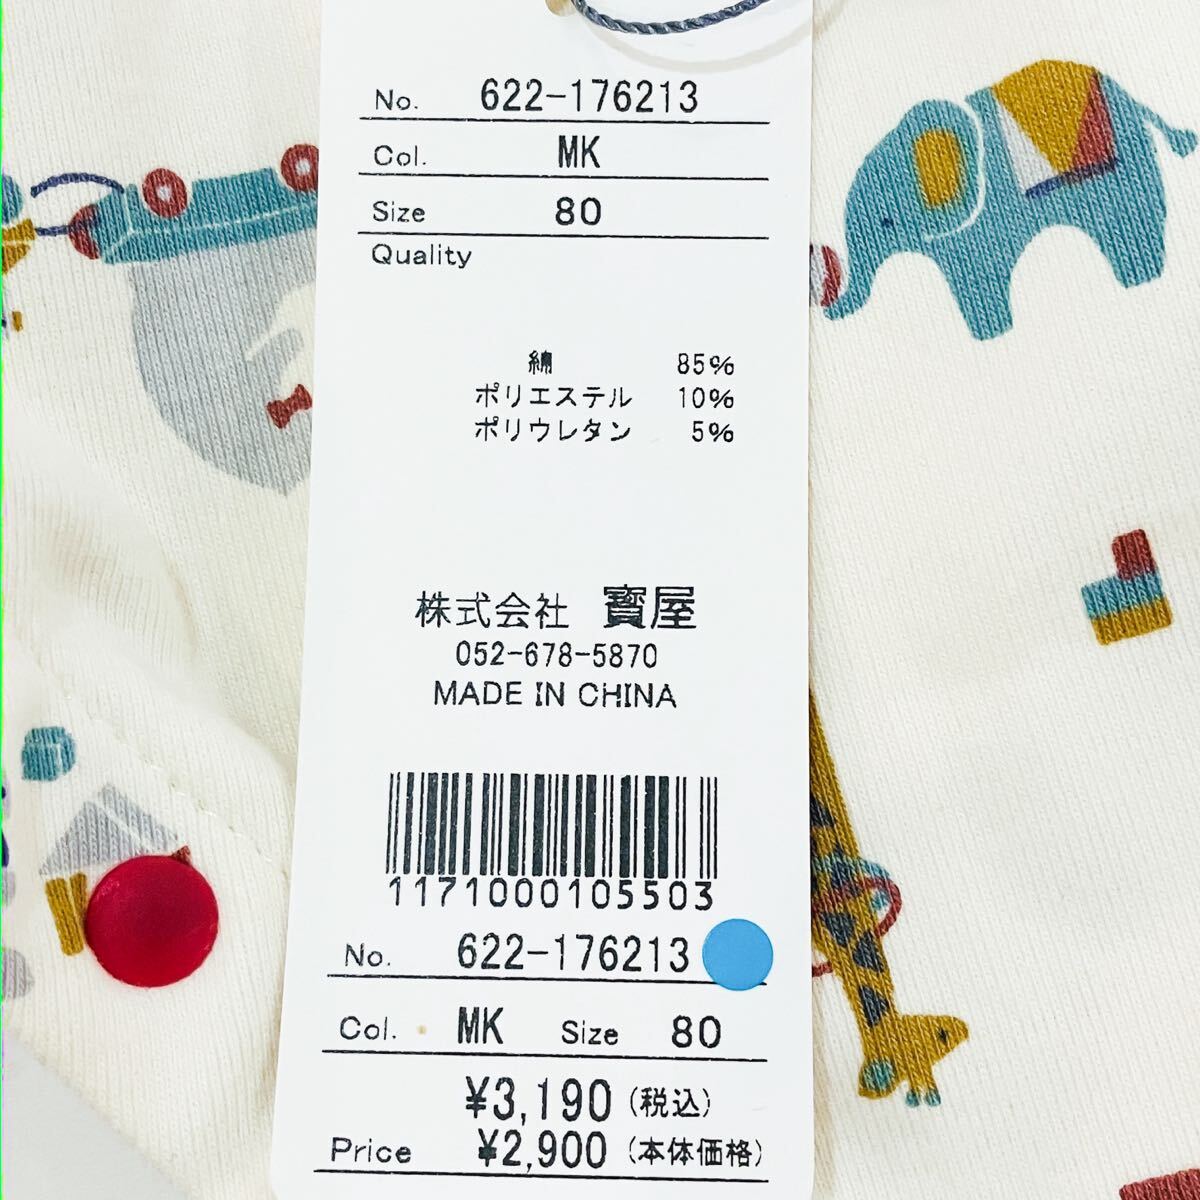 No. 622-176213
Col. MK
Size 80
Quality
綿 85%
ポリエステル 10%
ポリウレタン 5%
株式会社 寳屋
052-678-5870
MADE IN CHINA
1171000105503
No. 622-176213
Col. MK Size 80
¥3,190 (税込)
Price ¥2,900 (本体価格)